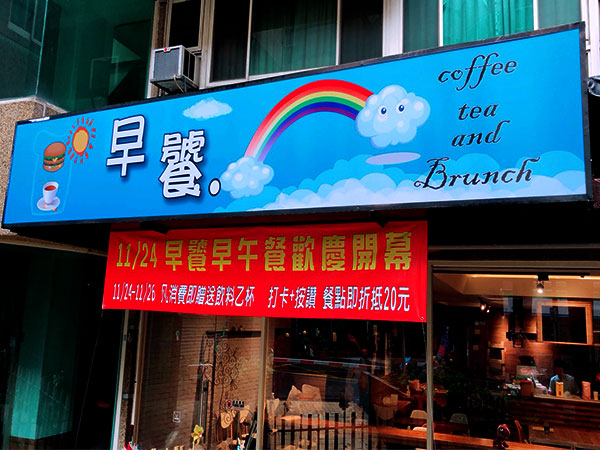 早饕.
coffee
tea
and
Brunch
11/24 早饕早午餐歡慶開幕
11/24-11/26 凡消費即贈送飲料乙杯 打卡+按讚 餐點即折抵20元